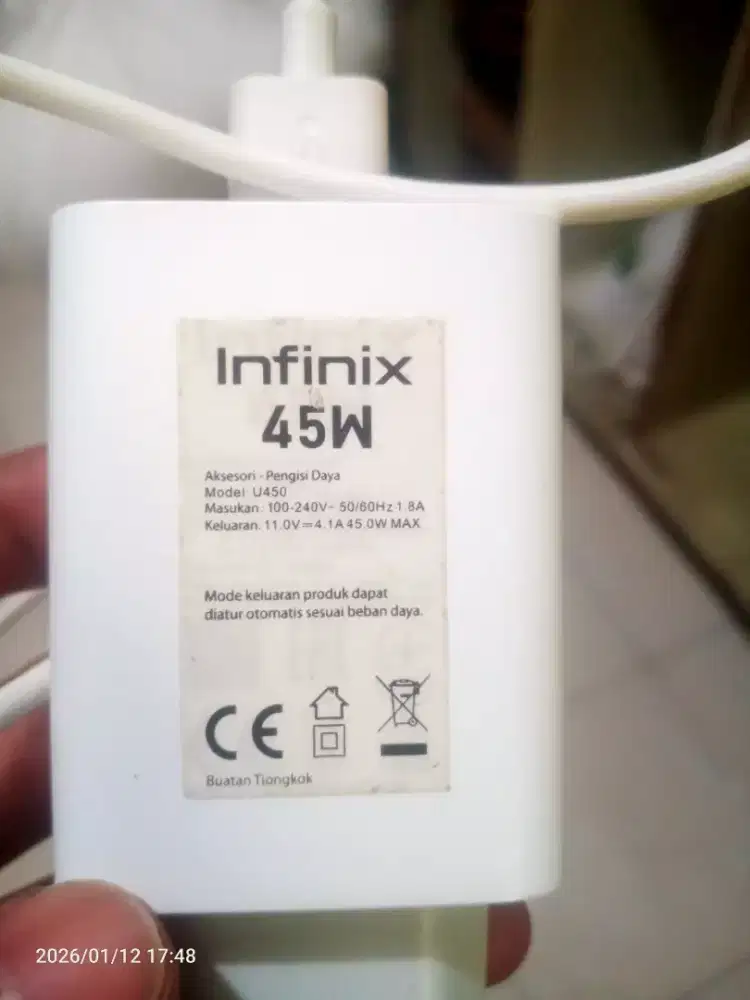 Infinix
45W
Aksesori - Pengisi Daya
Model U450
Masukan: 100-240V~ 50/60Hz 1.8A
Keluaran: 11.0V=4.1A 45.0W MAX
Mode keluaran produk dapat
diatur otomatis sesuai beban daya.
CE
Buatan Tiongkok
2026/01/12 17:48